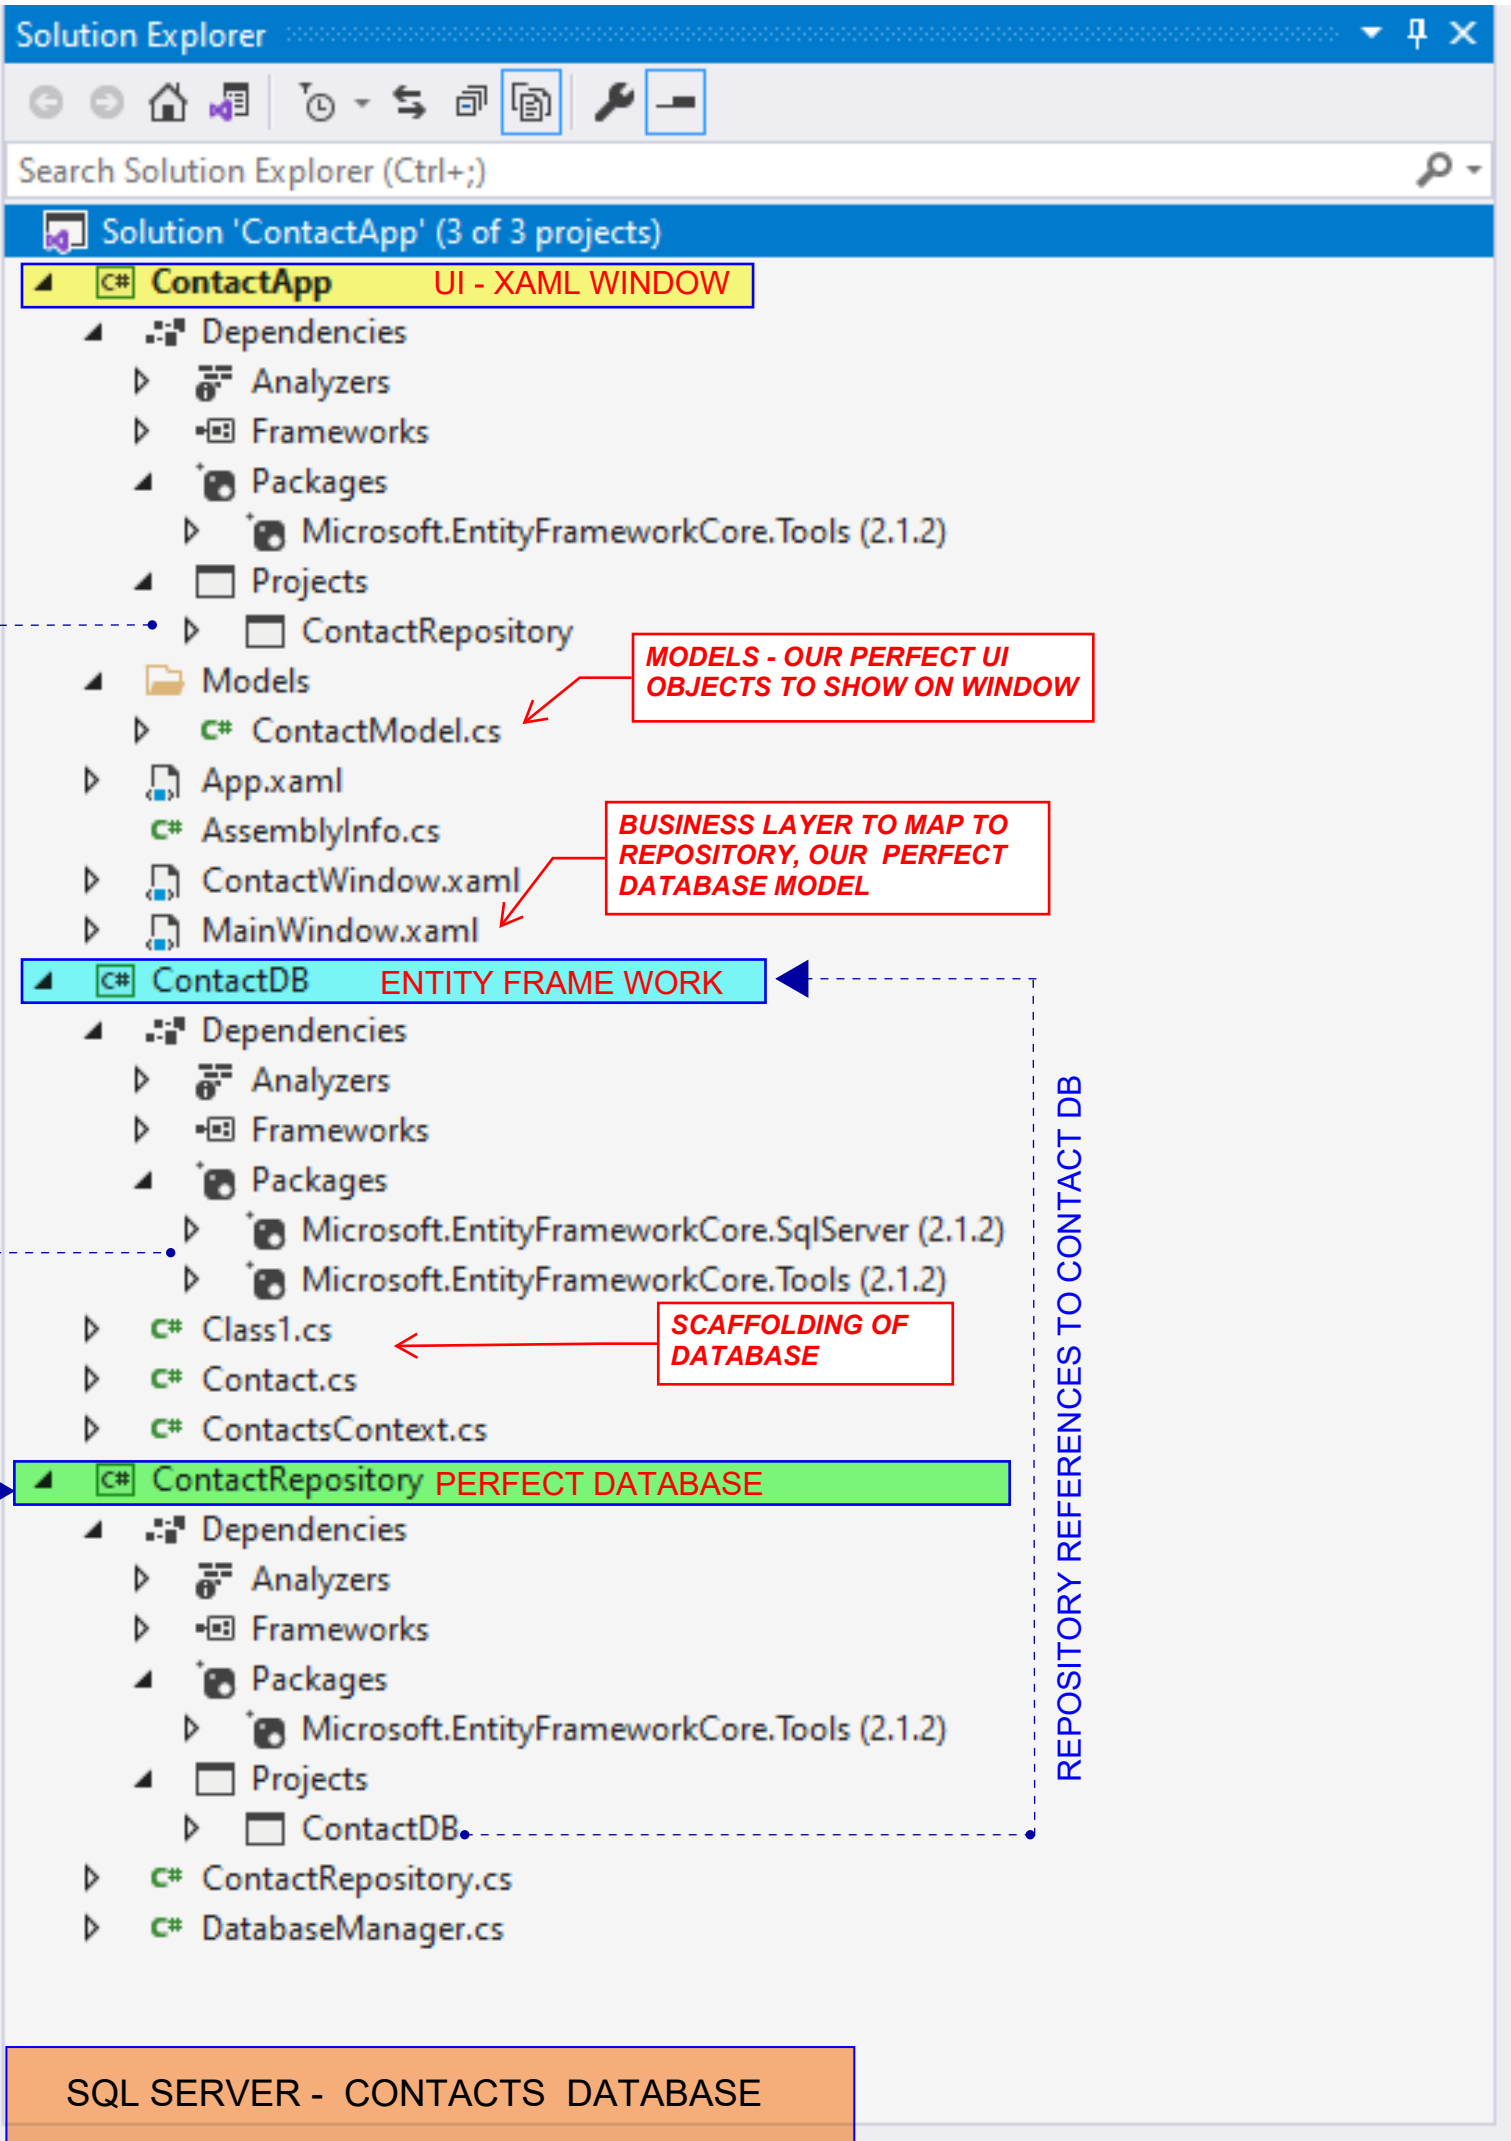 Solution Explorer
Search Solution Explorer (Ctrl+;)
Solution 'ContactApp' (3 of 3 projects)
C# ContactApp UI - XAML WINDOW
Dependencies
Analyzers
Frameworks
Packages
Microsoft.EntityFrameworkCore.Tools (2.1.2)
Projects
ContactRepository
MODELS - OUR PERFECT UI
OBJECTS TO SHOW ON WINDOW
Models
C# ContactModel.cs
App.xaml
C# AssemblyInfo.cs
BUSINESS LAYER TO MAP TO
REPOSITORY, OUR PERFECT
DATABASE MODEL
ContactWindow.xaml
MainWindow.xaml
C# ContactDB ENTITY FRAME WORK
Dependencies
Analyzers
Frameworks
Packages
Microsoft.EntityFrameworkCore.SqlServer (2.1.2)
Microsoft.EntityFrameworkCore.Tools (2.1.2)
C# Class1.cs
SCAFFOLDING OF
DATABASE
C# Contact.cs
C# ContactsContext.cs
REPOSITORY REFERENCES TO CONTACT DB
C# ContactRepository PERFECT DATABASE
Dependencies
Analyzers
Frameworks
Packages
Microsoft.EntityFrameworkCore.Tools (2.1.2)
Projects
ContactDB
C# ContactRepository.cs
C# DatabaseManager.cs
SQL SERVER - CONTACTS DATABASE